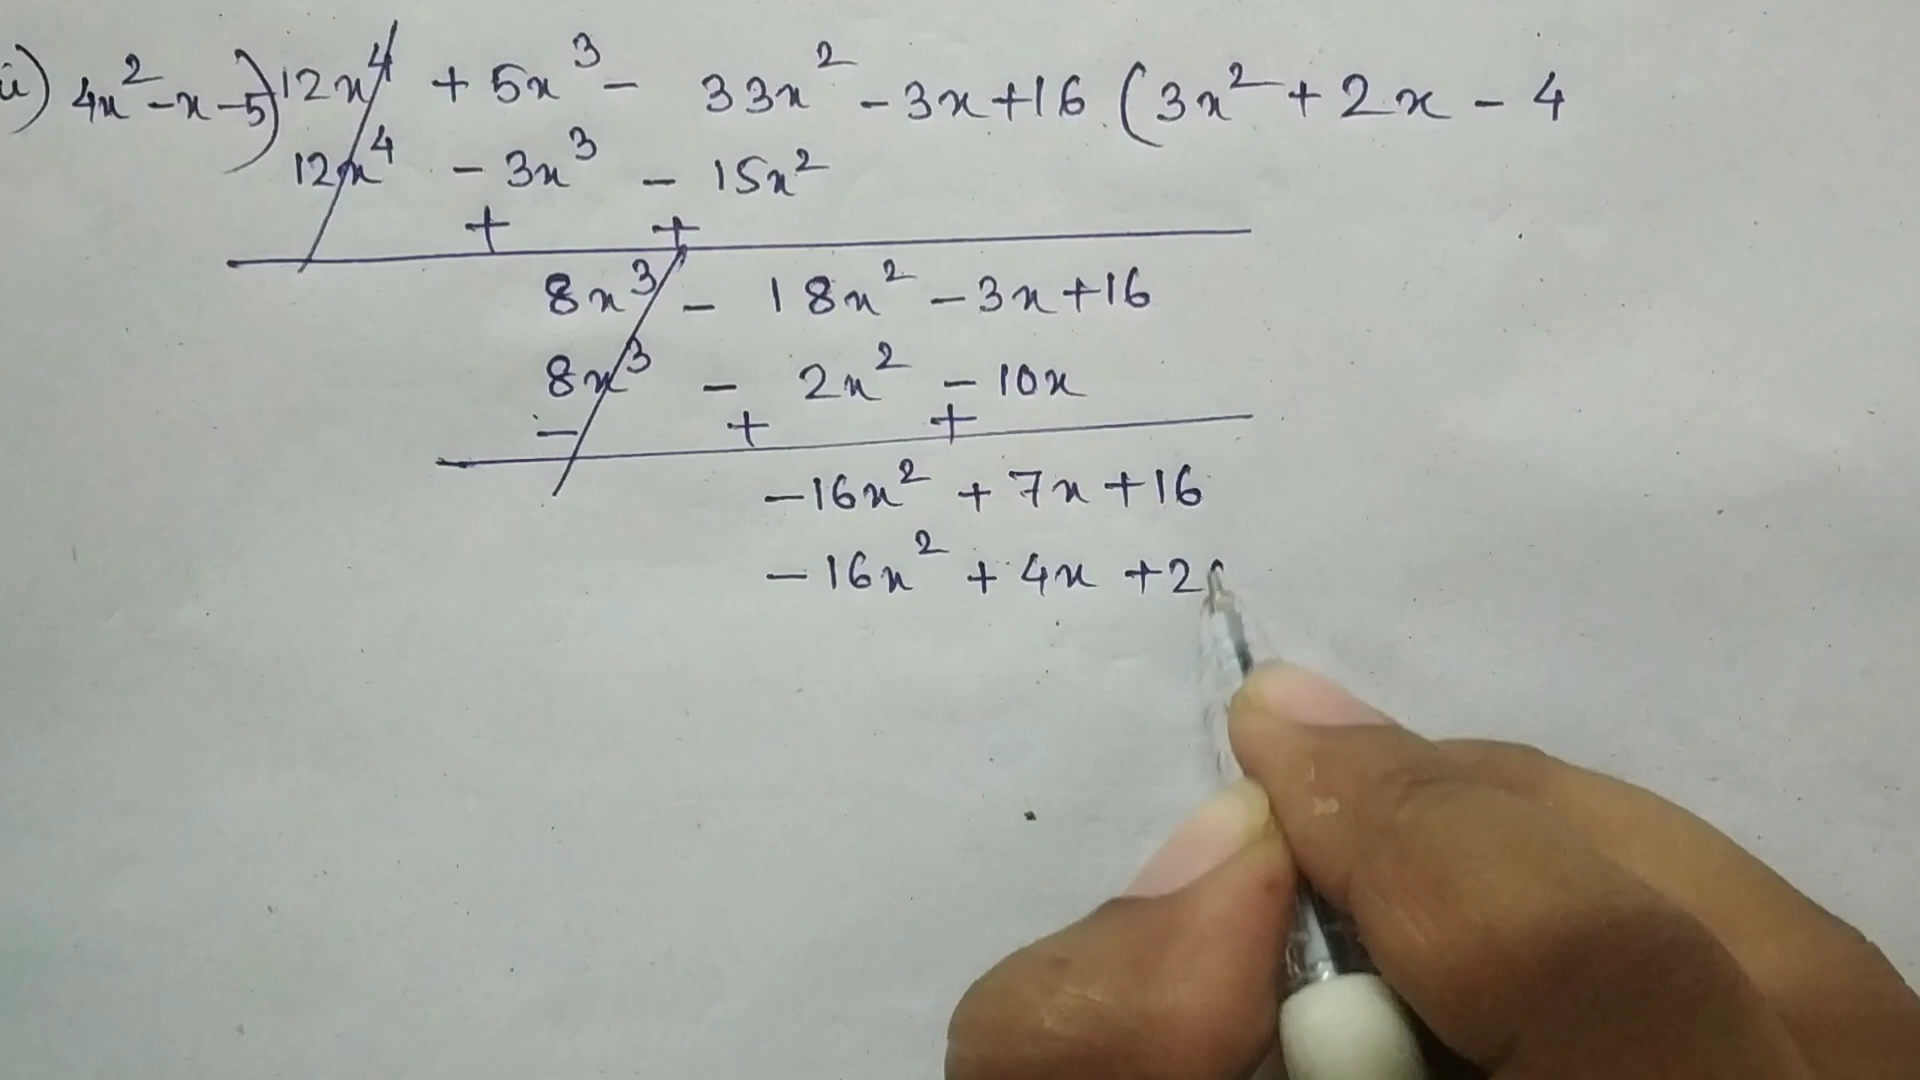 ii) 4x² - x - 5) 12x⁴ + 5x³ - 33x² - 3x + 16 (3x² + 2x - 4
12x⁴ - 3x³ - 15x²
+ +
8x³ - 18x² - 3x + 16
8x³ - 2x² - 10x
- + +
-16x² + 7x + 16
-16x² + 4x + 2